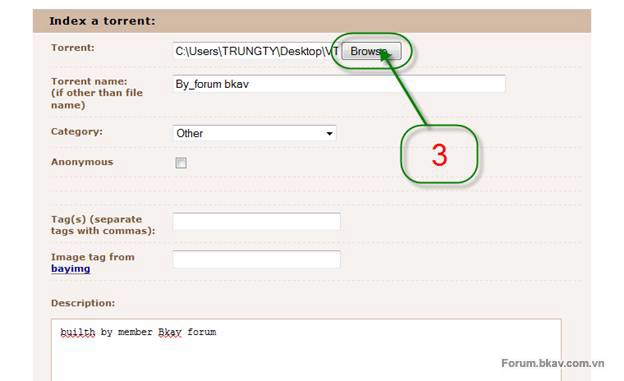 Index a torrent:
Torrent:
C:\Users\TRUNGTY\Desktop\VT
Browse...
Torrent name:
(if other than file
name)
By_forum bkav
Category:
Other
Anonymous
3
Tag(s) (separate
tags with commas):
Image tag from
bayimg
Description:
builth by member Bkav forum
Forum.bkav.com.vn